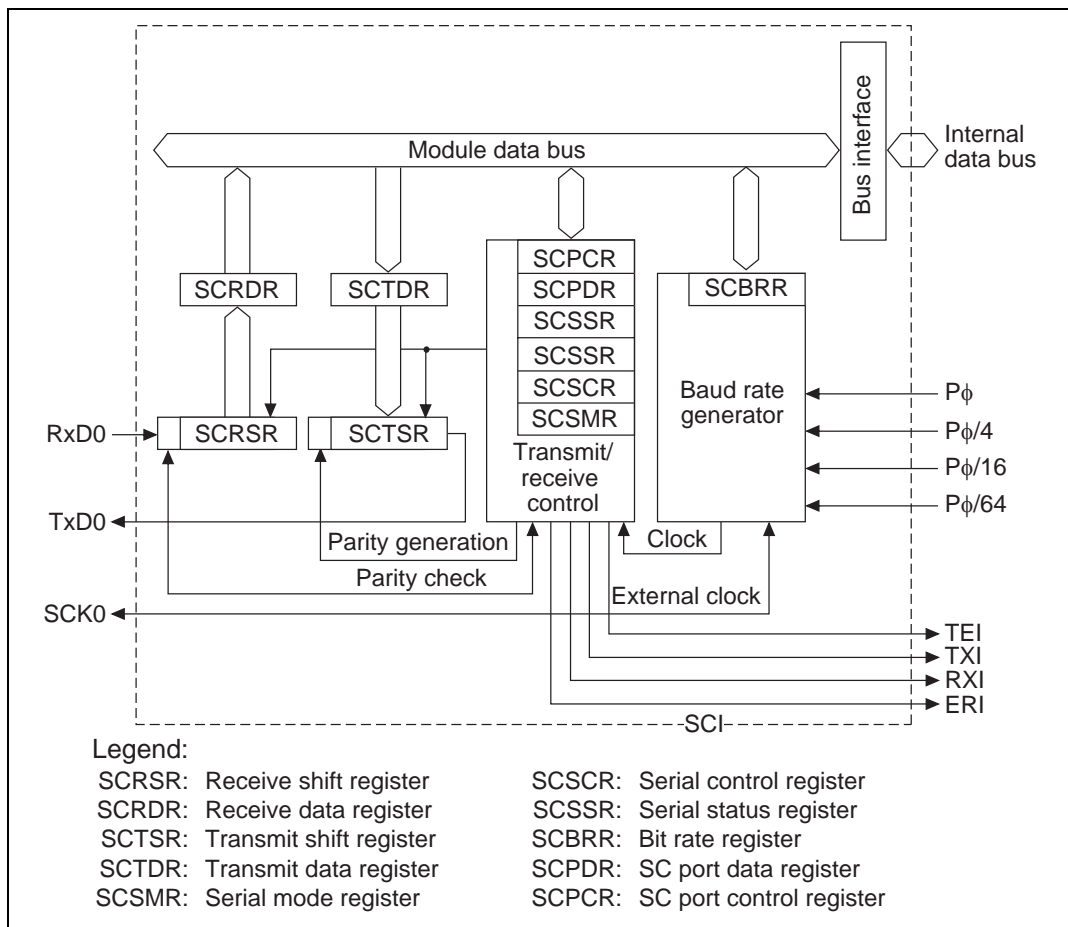 Module data bus
Bus interface
Internal
data bus
SCPCR
SCRDR
SCTDR
SCPDR
SCBRR
SCSSR
SCSSR
SCSCR
Baud rate
generator
Pφ
RxD0
SCRSR
SCTSR
SCSMR
Pφ/4
Transmit/
receive
control
Pφ/16
Pφ/64
TxD0
Parity generation
Clock
Parity check
SCK0
External clock
TEI
TXI
RXI
ERI
SCI
Legend:
SCRSR: Receive shift register
SCRDR: Receive data register
SCTSR: Transmit shift register
SCTDR: Transmit data register
SCSMR: Serial mode register
SCSCR: Serial control register
SCSSR: Serial status register
SCBRR: Bit rate register
SCPDR: SC port data register
SCPCR: SC port control register